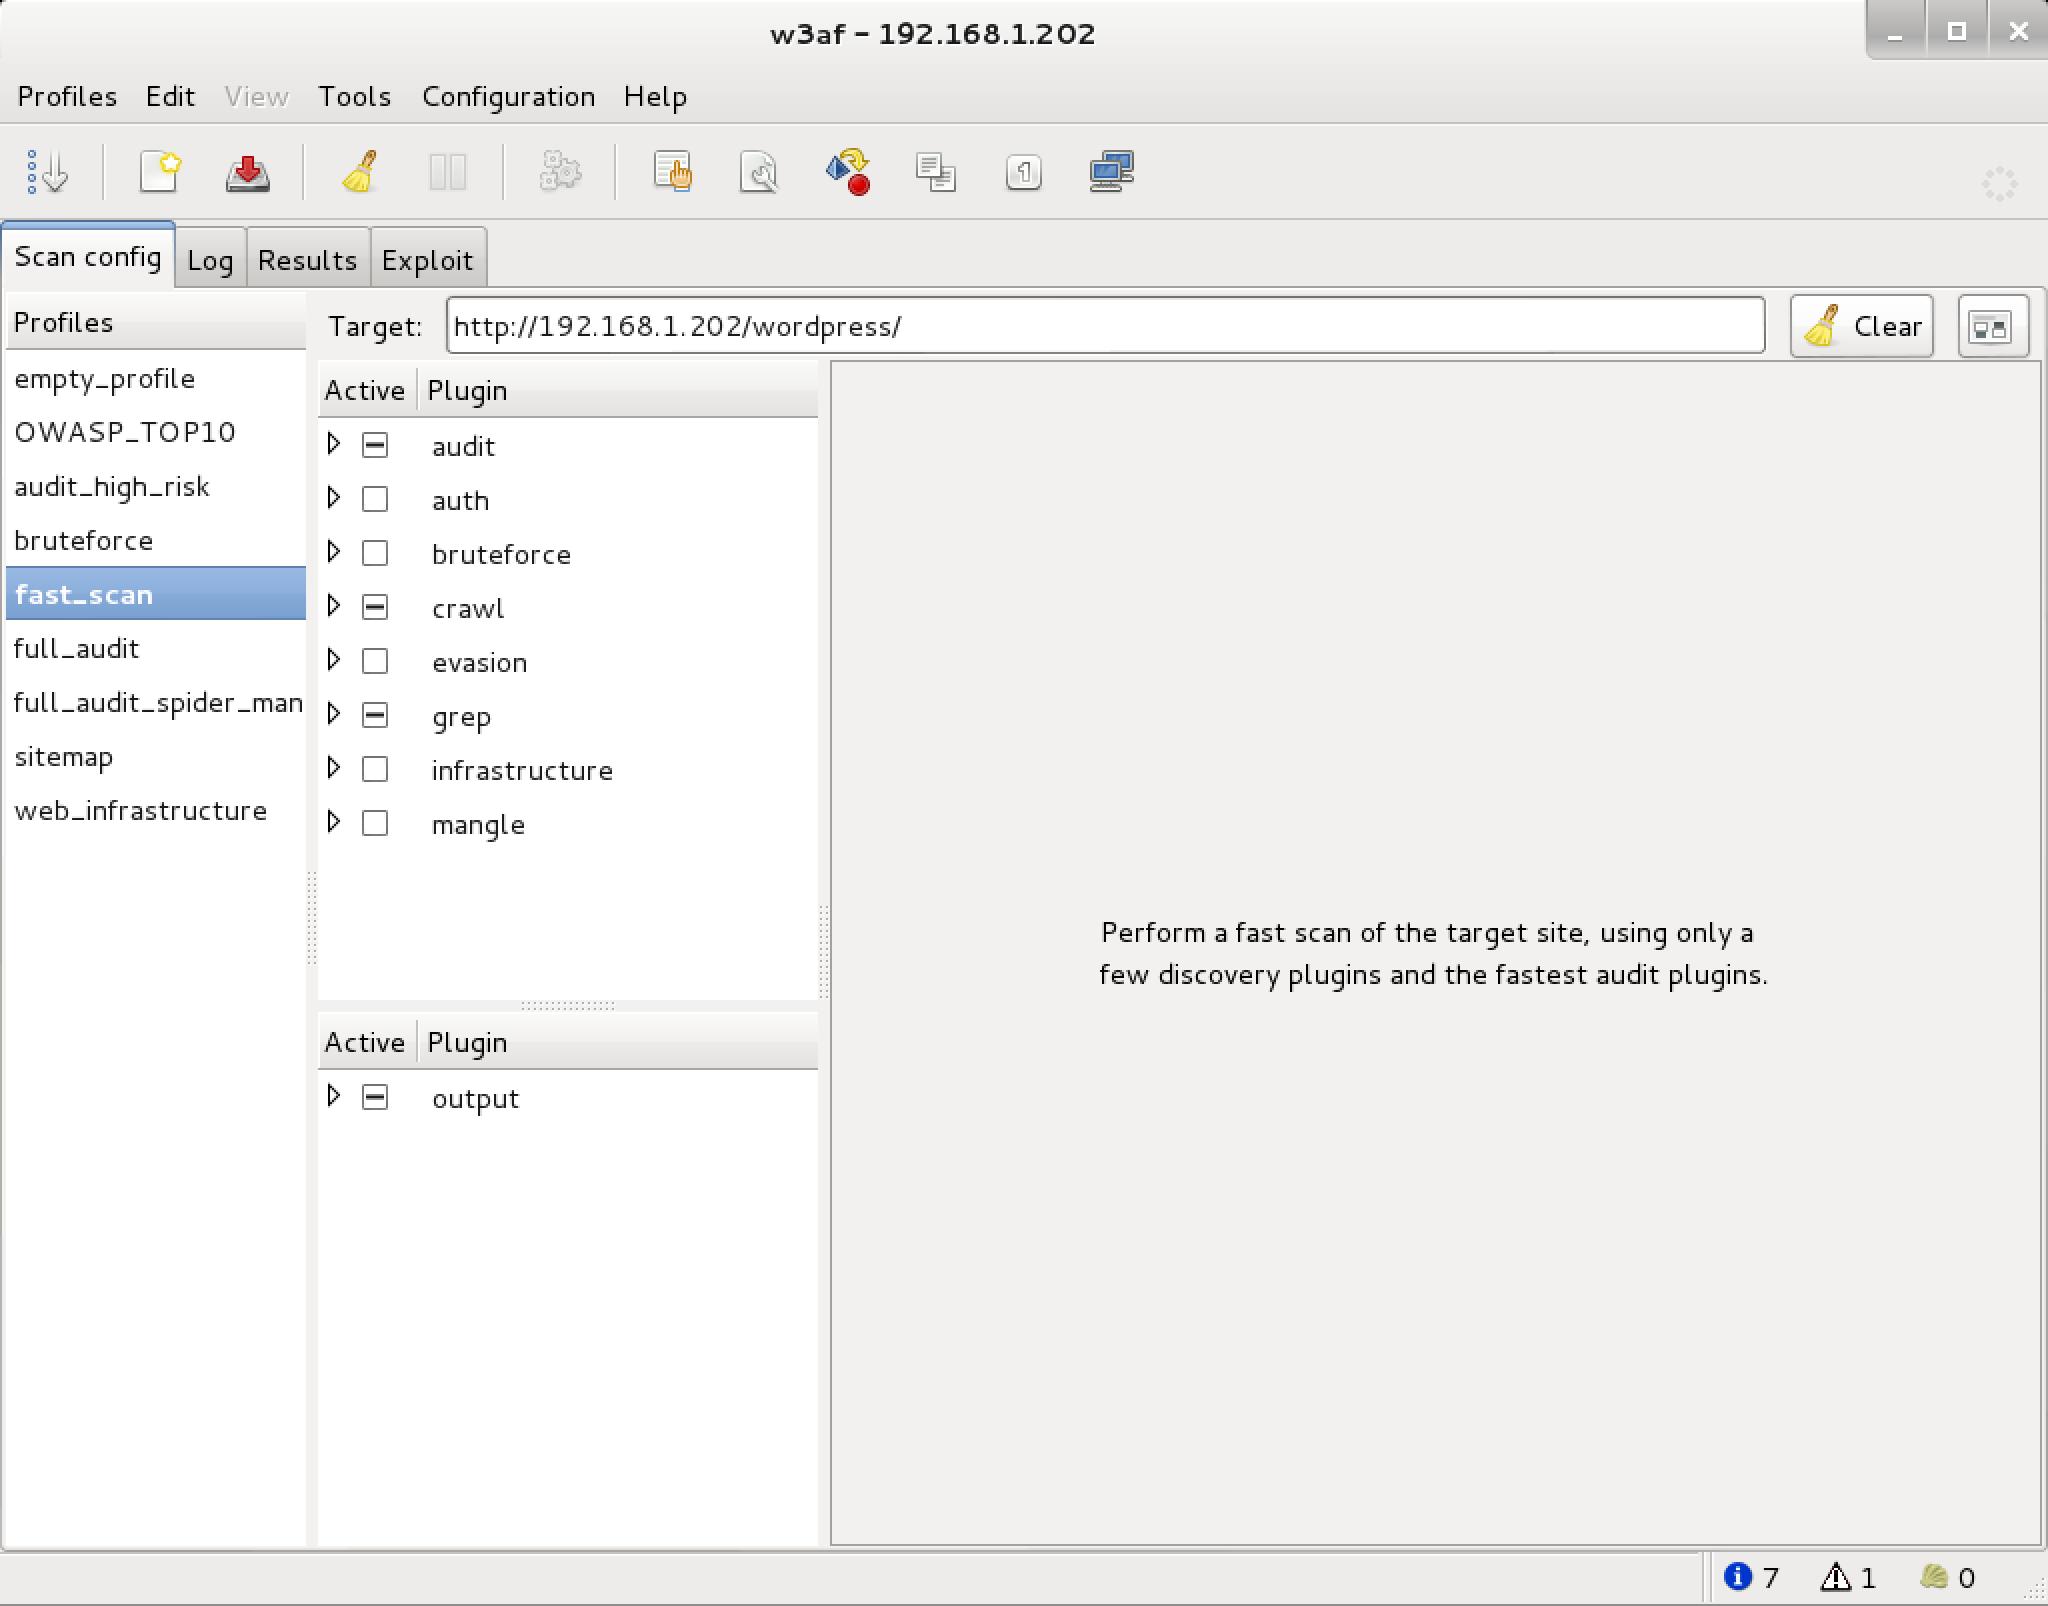 w3af - 192.168.1.202
Profiles Edit View Tools Configuration Help
1
Scan config Log Results Exploit
Profiles
empty_profile
OWASP_TOP10
audit_high_risk
bruteforce
fast_scan
full_audit
full_audit_spider_man
sitemap
web_infrastructure
Target: http://192.168.1.202/wordpress/ Clear
Active Plugin
audit
auth
bruteforce
crawl
evasion
grep
infrastructure
mangle
Active Plugin
output
Perform a fast scan of the target site, using only a
few discovery plugins and the fastest audit plugins.
7 1 0